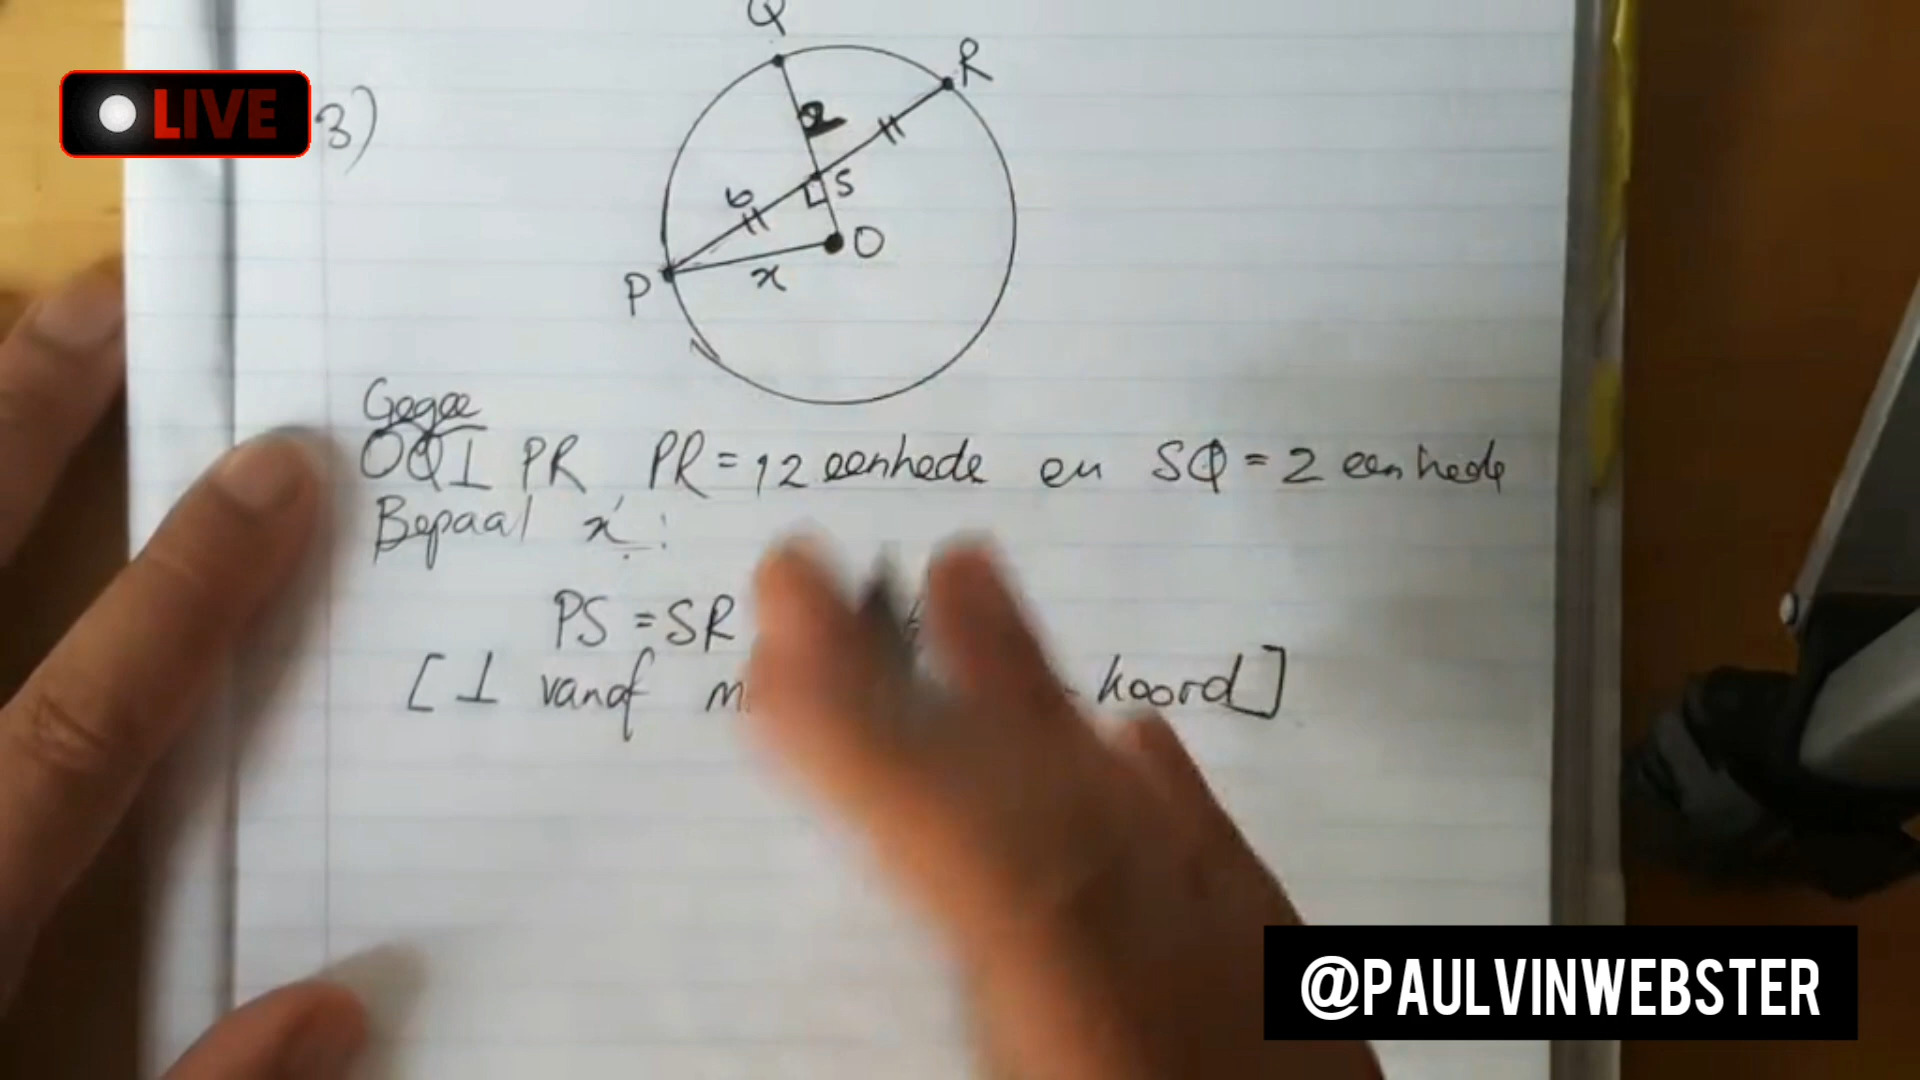 LIVE
3)
Q
R
2
6
S
O
P
x
Gegee
OQ⊥ PR PR = 12 eenhede en SQ = 2 eenhede
Bepaal x:
PS = SR
[⊥ vanaf koord]
@PAULVINWEBSTER